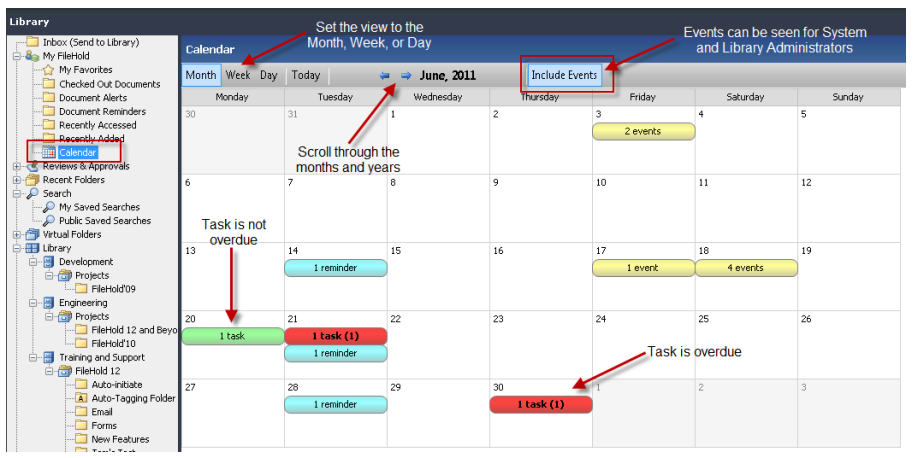 Library
Inbox (Send to Library)
My FileHold
My Favorites
Checked Out Documents
Document Alerts
Document Reminders
Recently Accessed
Recently Added
Calendar
Reviews & Approvals
Recent Folders
Search
My Saved Searches
Public Saved Searches
Virtual Folders
Library
Development
Projects
FileHold'09
Engineering
Projects
FileHold 12 and Beyo
FileHold'10
Training and Support
FileHold 12
Auto-initiate
Auto-Tagging Folder
Email
Forms
New Features
Set the view to the
Month, Week, or Day
Events can be seen for System
and Library Administrators
Calendar
Month Week Day Today June, 2011 Include Events
Monday Tuesday Wednesday Thursday Friday Saturday Sunday
30 31 1 2 3 4 5
2 events
Scroll through the
months and years
6 7 8 9 10 11 12
Task is not
overdue
13 14 15 16 17 18 19
1 reminder 1 event 4 events
20 21 22 23 24 25 26
1 task 1 task (1)
1 reminder
Task is overdue
27 28 29 30 1 2 3
1 reminder 1 task (1)